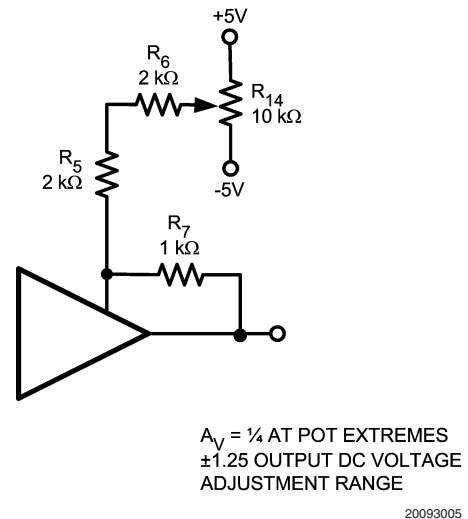 +5V
R6
2 kΩ
R14
10 kΩ
R5
2 kΩ
-5V
R7
1 kΩ
AV = ¼ AT POT EXTREMES
±1.25 OUTPUT DC VOLTAGE
ADJUSTMENT RANGE
20093005